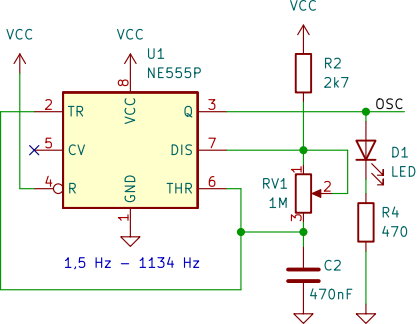 VCC
VCC
VCC
U1
NE555P
R2
2k7
8
VCC
2
TR
Q
3
OSC
5
CV
DIS
7
4
R
THR
6
GND
1
RV1
1M
1
2
3
D1
LED
R4
470
1,5 Hz - 1134 Hz
C2
470nF